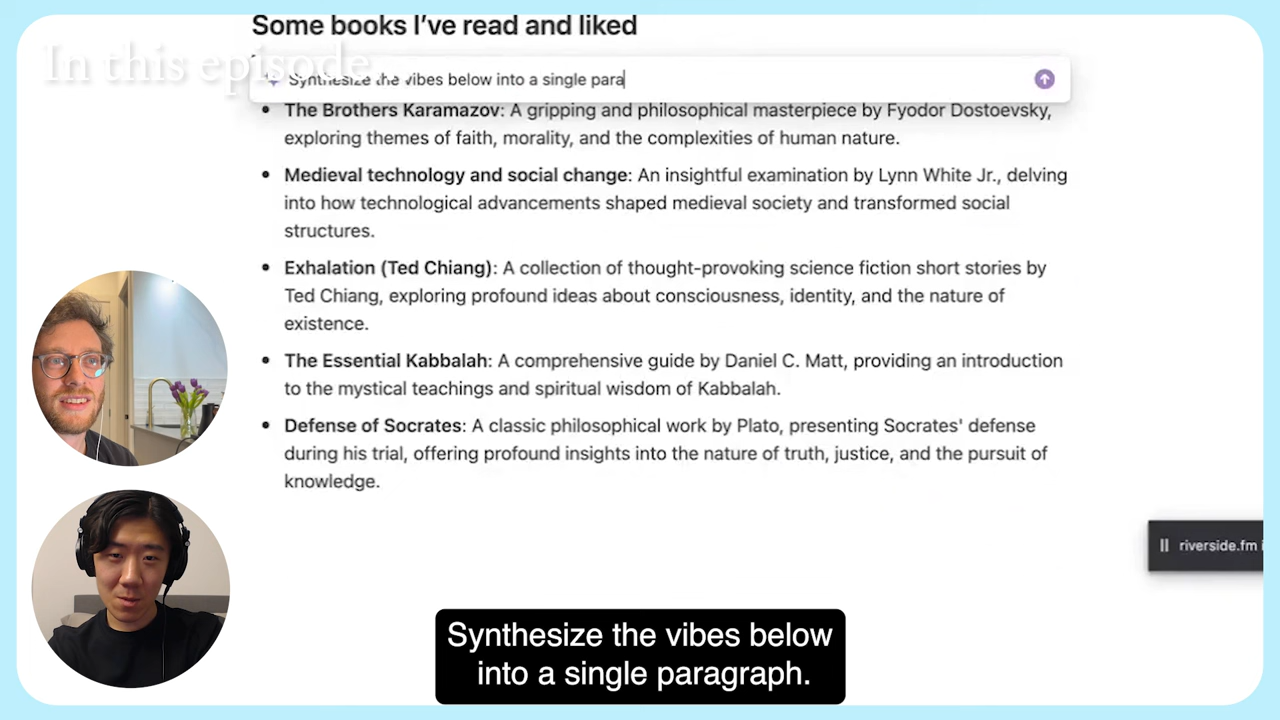 Some books I've read and liked
In this episode
Synthesize the vibes below into a single para
The Brothers Karamazov: A gripping and philosophical masterpiece by Fyodor Dostoevsky,
exploring themes of faith, morality, and the complexities of human nature.
Medieval technology and social change: An insightful examination by Lynn White Jr., delving
into how technological advancements shaped medieval society and transformed social
structures.
Exhalation (Ted Chiang): A collection of thought-provoking science fiction short stories by
Ted Chiang, exploring profound ideas about consciousness, identity, and the nature of
existence.
The Essential Kabbalah: A comprehensive guide by Daniel C. Matt, providing an introduction
to the mystical teachings and spiritual wisdom of Kabbalah.
Defense of Socrates: A classic philosophical work by Plato, presenting Socrates' defense
during his trial, offering profound insights into the nature of truth, justice, and the pursuit of
knowledge.
riverside.fm i
Synthesize the vibes below
into a single paragraph.